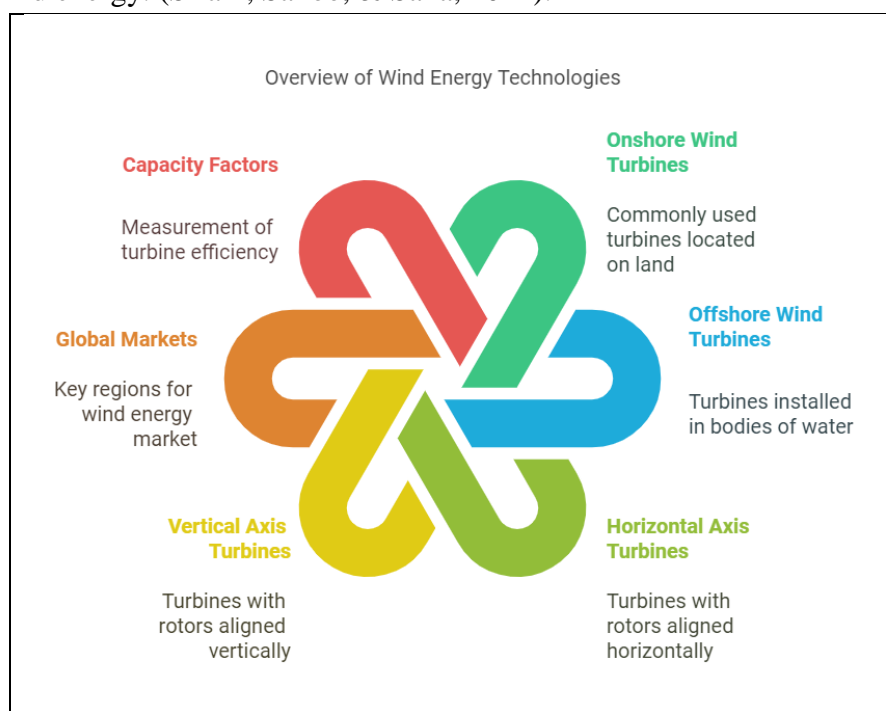 Overview of Wind Energy Technologies
Capacity Factors
Measurement of
turbine efficiency
Onshore Wind
Turbines
Commonly used
turbines located
on land
Global Markets
Key regions for
wind energy
market
Offshore Wind
Turbines
Turbines installed
in bodies of water
Vertical Axis
Turbines
Turbines with
rotors aligned
vertically
Horizontal Axis
Turbines
Turbines with
rotors aligned
horizontally